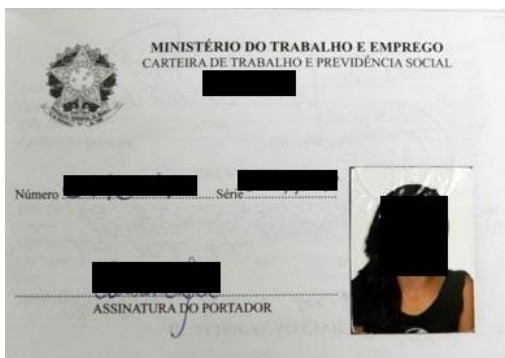 MINISTÉRIO DO TRABALHO E EMPREGO
CARTEIRA DE TRABALHO E PREVIDÊNCIA SOCIAL
Número Série
ASSINATURA DO PORTADOR